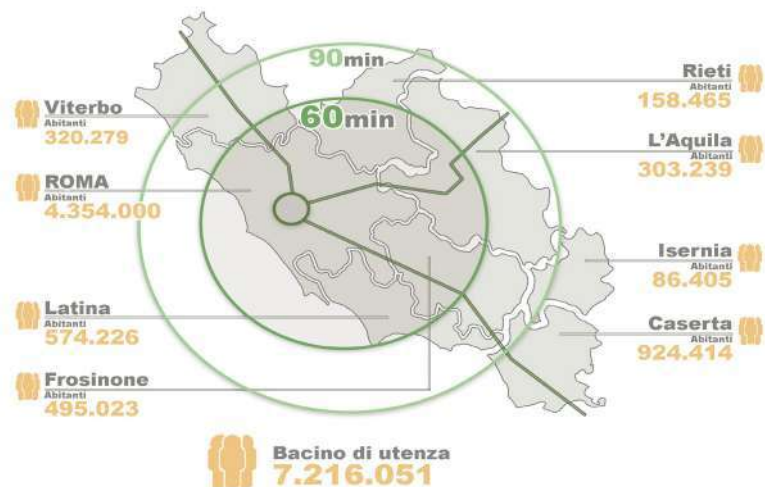 90min
60min
Viterbo
Abitanti
320.279
ROMA
Abitanti
4.354.000
Latina
Abitanti
574.226
Frosinone
Abitanti
495.023
Rieti
Abitanti
158.465
L'Aquila
Abitanti
303.239
Isernia
Abitanti
86.405
Caserta
Abitanti
924.414
Bacino di utenza
7.216.051